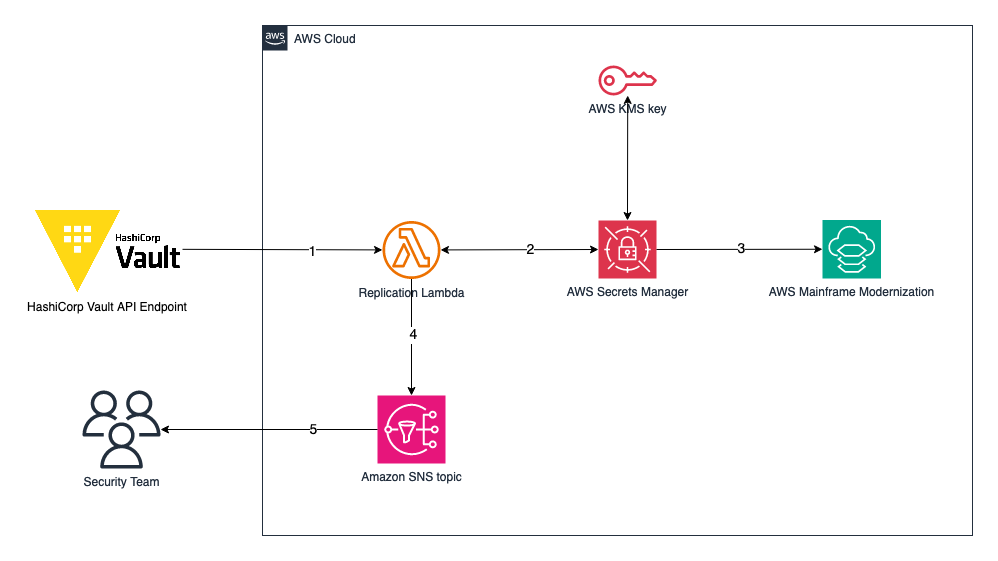 aws
AWS Cloud
AWS KMS key
HashiCorp
Vault
HashiCorp Vault API Endpoint
1
Replication Lambda
2
AWS Secrets Manager
3
AWS Mainframe Modernization
4
5
Security Team
Amazon SNS topic